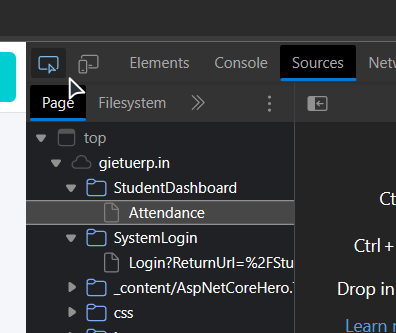 Elements Console Sources Netw
Page Filesystem
top
gietuerp.in
StudentDashboard
Attendance
SystemLogin
Login?ReturnUrl=%2FStu
_content/AspNetCoreHero.
css
Ct
Ctrl +
Drop in
Learn